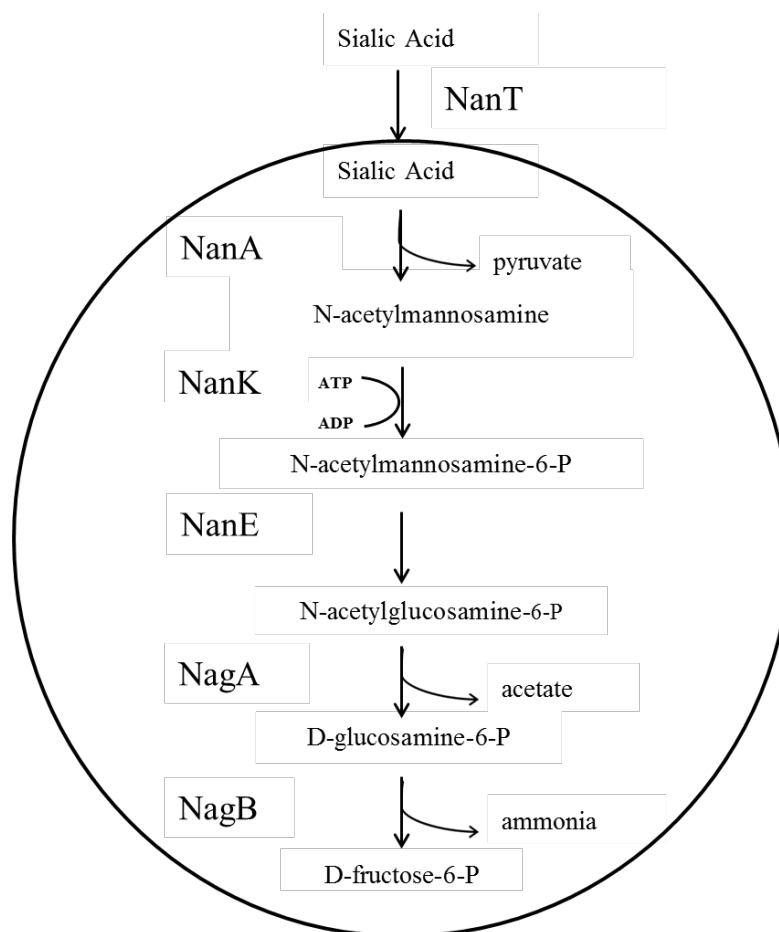 Sialic Acid
NanT
Sialic Acid
NanA
pyruvate
N-acetylmannosamine
NanK
ATP
ADP
N-acetylmannosamine-6-P
NanE
N-acetylglucosamine-6-P
NagA
acetate
D-glucosamine-6-P
NagB
ammonia
D-fructose-6-P